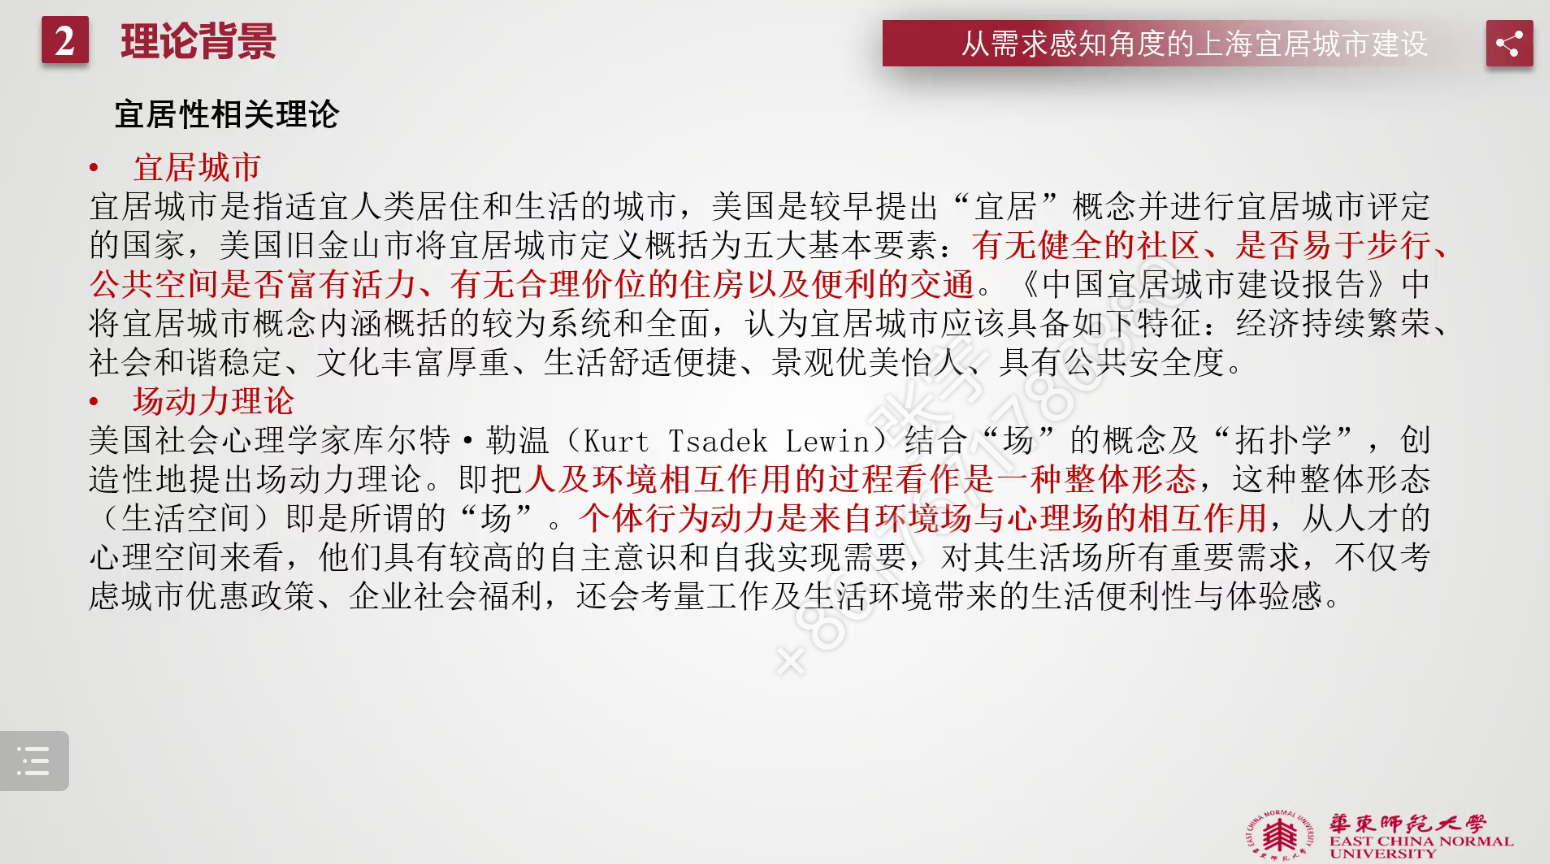 2 理论背景
从需求感知角度的上海宜居城市建设
宜居性相关理论
• 宜居城市
宜居城市是指适宜人类居住和生活的城市，美国是较早提出“宜居”概念并进行宜居城市评定
的国家，美国旧金山市将宜居城市定义概括为五大基本要素：有无健全的社区、是否易于步行、
公共空间是否富有活力、有无合理价位的住房以及便利的交通。《中国宜居城市建设报告》中
将宜居城市概念内涵概括的较为系统和全面，认为宜居城市应该具备如下特征：经济持续繁荣、
社会和谐稳定、文化丰富厚重、生活舒适便捷、景观优美怡人、具有公共安全度。
• 场动力理论
美国社会心理学家库尔特•勒温（Kurt Tsadek Lewin）结合“场”的概念及“拓扑学”，创
造性地提出场动力理论。即把人及环境相互作用的过程看作是一种整体形态，这种整体形态
（生活空间）即是所谓的“场”。个体行为动力是来自环境场与心理场的相互作用，从人才的
心理空间来看，他们具有较高的自主意识和自我实现需要，对其生活场所有重要需求，不仅考
虑城市优惠政策、企业社会福利，还会考量工作及生活环境带来的生活便利性与体验感。
華東師範大學
EAST CHINA NORMAL
UNIVERSITY